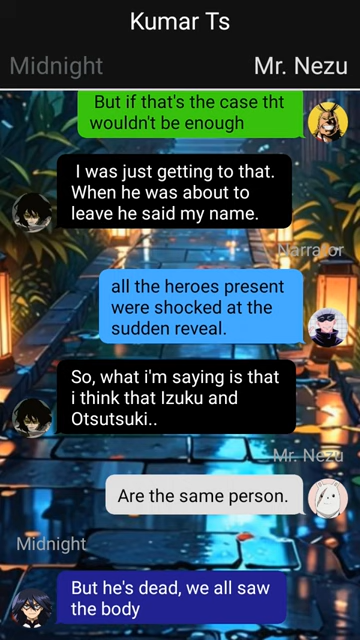 Kumar Ts
Midnight
Mr. Nezu
But if that's the case tht
wouldn't be enough
I was just getting to that.
When he was about to
leave he said my name.
Narrator
all the heroes present
were shocked at the
sudden reveal.
So, what i'm saying is that
i think that Izuku and
Otsutsuki..
Mr. Nezu
Are the same person.
Midnight
But he's dead, we all saw
the body